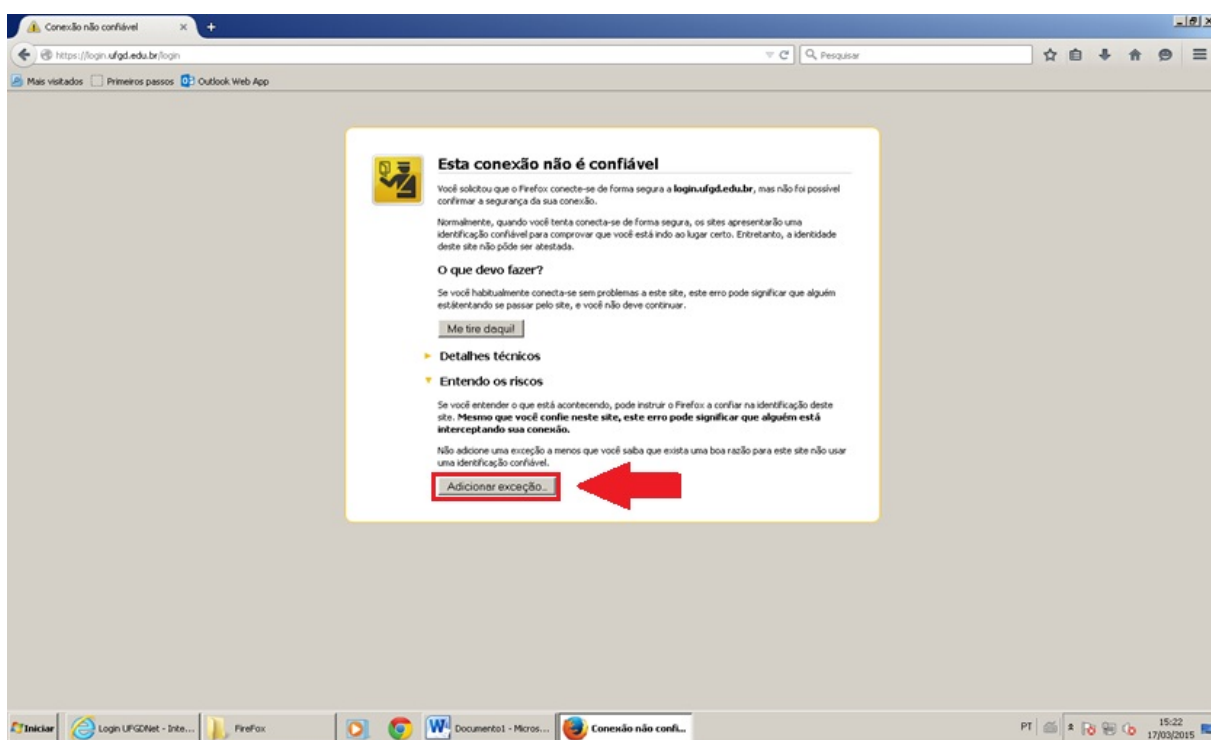 Conexão não confiável × +
https://login.ufgd.edu.br/login
Pesquisar
Mais visitados Primeiros passos Outlook Web App
Esta conexão não é confiável
Você solicitou que o Firefox conecte-se de forma segura a login.ufgd.edu.br, mas não foi possível
confirmar a segurança da sua conexão.
Normalmente, quando você tenta conecta-se de forma segura, os sites apresentarão uma
identificação confiável para comprovar que você está indo ao lugar certo. Entretanto, a identidade
deste site não pôde ser atestada.
O que devo fazer?
Se você habitualmente conecta-se sem problemas a este site, este erro pode significar que alguém
estátentando se passar pelo site, e você não deve continuar.
Me tire daqui!
Detalhes técnicos
Entendo os riscos
Se você entender o que está acontecendo, pode instruir o Firefox a confiar na identificação deste
site. Mesmo que você confie neste site, este erro pode significar que alguém está
interceptando sua conexão.
Não adicione uma exceção a menos que você saiba que exista uma boa razão para este site não usar
uma identificação confiável.
Adicionar exceção...
Iniciar Login UFGDNet - Inte... FireFox Documento1 - Micros... Conexão não confi... PT 15:22
17/03/2015